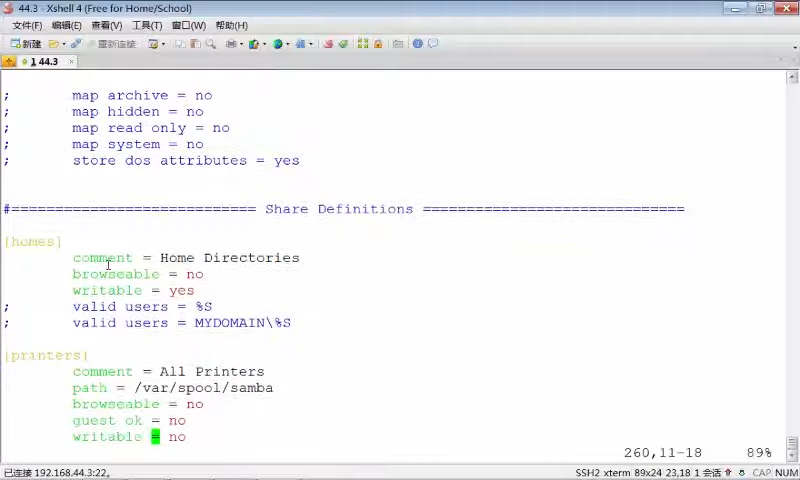 44.3 - Xshell 4 (Free for Home/School)
文件(F) 编辑(E) 查看(V) 工具(T) 窗口(W) 帮助(H)
新建 重新连接
1 44.3
; map archive = no
; map hidden = no
; map read only = no
; map system = no
; store dos attributes = yes
#============================ Share Definitions ==============================
[homes]
comment = Home Directories
browseable = no
writable = yes
; valid users = %S
; valid users = MYDOMAIN\%S
[printers]
comment = All Printers
path = /var/spool/samba
browseable = no
guest ok = no
writable = no
260,11-18 89%
已连接 192.168.44.3:22。 SSH2 xterm 89x24 23,18 1 会话 CAP NUM